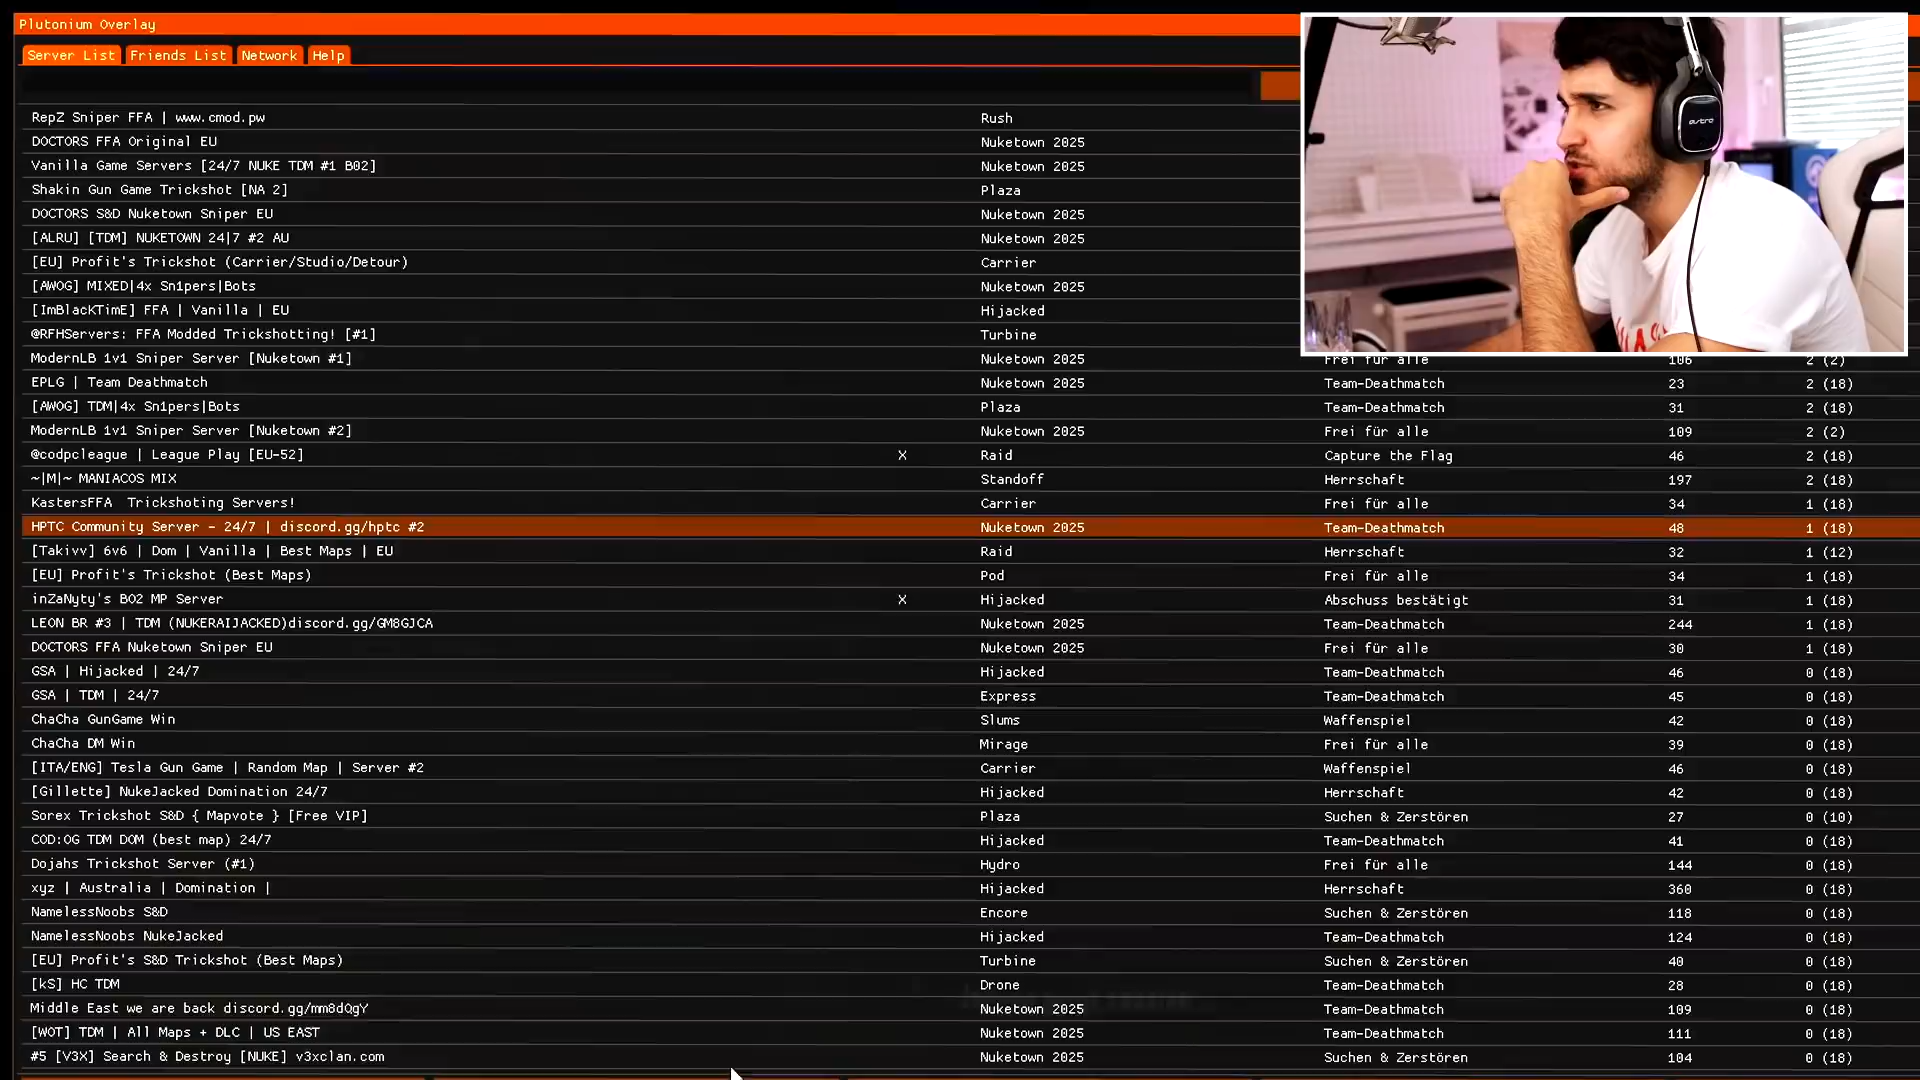 Plutonium Overlay
Server List Friends List Network Help
RepZ Sniper FFA | www.cmod.pw Rush
DOCTORS FFA Original EU Nuketown 2025
Vanilla Game Servers [24/7 NUKE TDM #1 BO2] Nuketown 2025
Shakin Gun Game Trickshot [NA 2] Plaza
DOCTORS S&D Nuketown Sniper EU Nuketown 2025
[ALRU] [TDM] NUKETOWN 24|7 #2 AU Nuketown 2025
[EU] Profit's Trickshot (Carrier/Studio/Detour) Carrier
[AWOG] MIXED|4x Sn1pers|Bots Nuketown 2025
[ImBlacKTimE] FFA | Vanilla | EU Hijacked
@RFHServers: FFA Modded Trickshotting! [#1] Turbine
ModernLB 1v1 Sniper Server [Nuketown #1] Nuketown 2025 Frei für alle 106 2 (2)
EPLG | Team Deathmatch Nuketown 2025 Team-Deathmatch 23 2 (18)
[AWOG] TDM|4x Sn1pers|Bots Plaza Team-Deathmatch 31 2 (18)
ModernLB 1v1 Sniper Server [Nuketown #2] Nuketown 2025 Frei für alle 109 2 (2)
@codpcleague | League Play [EU-52] X Raid Capture the Flag 46 2 (18)
~|M|~ MANIACOS MIX Standoff Herrschaft 197 2 (18)
KastersFFA Trickshoting Servers! Carrier Frei für alle 34 1 (18)
HPTC Community Server - 24/7 | discord.gg/hptc #2 Nuketown 2025 Team-Deathmatch 48 1 (18)
[Takivv] 6v6 | Dom | Vanilla | Best Maps | EU Raid Herrschaft 32 1 (12)
[EU] Profit's Trickshot (Best Maps) Pod Frei für alle 34 1 (18)
inZaNyty's BO2 MP Server X Hijacked Abschuss bestätigt 31 1 (18)
LEON BR #3 | TDM (NUKERAIJACKED)discord.gg/GM8GJCA Nuketown 2025 Team-Deathmatch 244 1 (18)
DOCTORS FFA Nuketown Sniper EU Nuketown 2025 Frei für alle 30 1 (18)
GSA | Hijacked | 24/7 Hijacked Team-Deathmatch 46 0 (18)
GSA | TDM | 24/7 Express Team-Deathmatch 45 0 (18)
ChaCha GunGame Win Slums Waffenspiel 42 0 (18)
ChaCha DM Win Mirage Frei für alle 39 0 (18)
[ITA/ENG] Tesla Gun Game | Random Map | Server #2 Carrier Waffenspiel 46 0 (18)
[Gillette] NukeJacked Domination 24/7 Hijacked Herrschaft 42 0 (18)
Sorex Trickshot S&D { Mapvote } [Free VIP] Plaza Suchen & Zerstören 27 0 (10)
COD:OG TDM DOM (best map) 24/7 Hijacked Team-Deathmatch 41 0 (18)
Dojahs Trickshot Server (#1) Hydro Frei für alle 144 0 (18)
xyz | Australia | Domination | Hijacked Herrschaft 360 0 (18)
NamelessNoobs S&D Encore Suchen & Zerstören 118 0 (18)
NamelessNoobs NukeJacked Hijacked Team-Deathmatch 124 0 (18)
[EU] Profit's S&D Trickshot (Best Maps) Turbine Suchen & Zerstören 40 0 (18)
[kS] HC TDM Drone Team-Deathmatch 28 0 (18)
Middle East we are back discord.gg/mm8dQgY Nuketown 2025 Team-Deathmatch 109 0 (18)
[WOT] TDM | All Maps + DLC | US EAST Nuketown 2025 Team-Deathmatch 111 0 (18)
#5 [V3X] Search & Destroy [NUKE] v3xclan.com Nuketown 2025 Suchen & Zerstören 104 0 (18)
astro